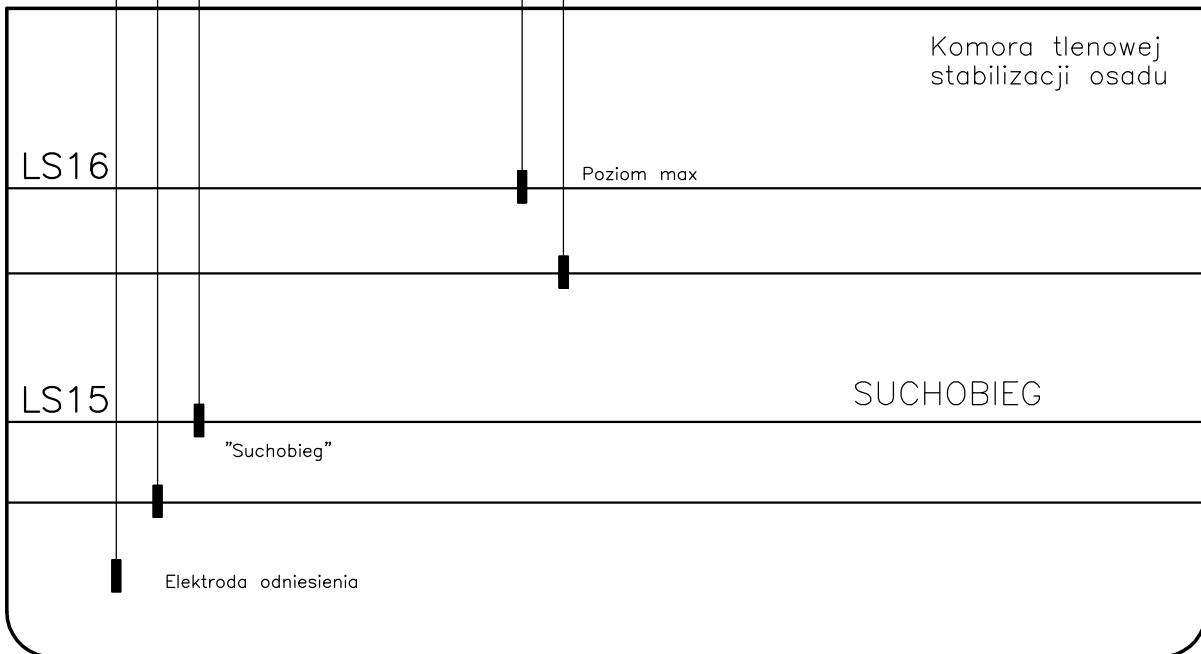 Komora tlenowej
stabilizacji osadu
LS16
Poziom max
LS15
SUCHOBIEG
"Suchobieg"
Elektroda odniesienia